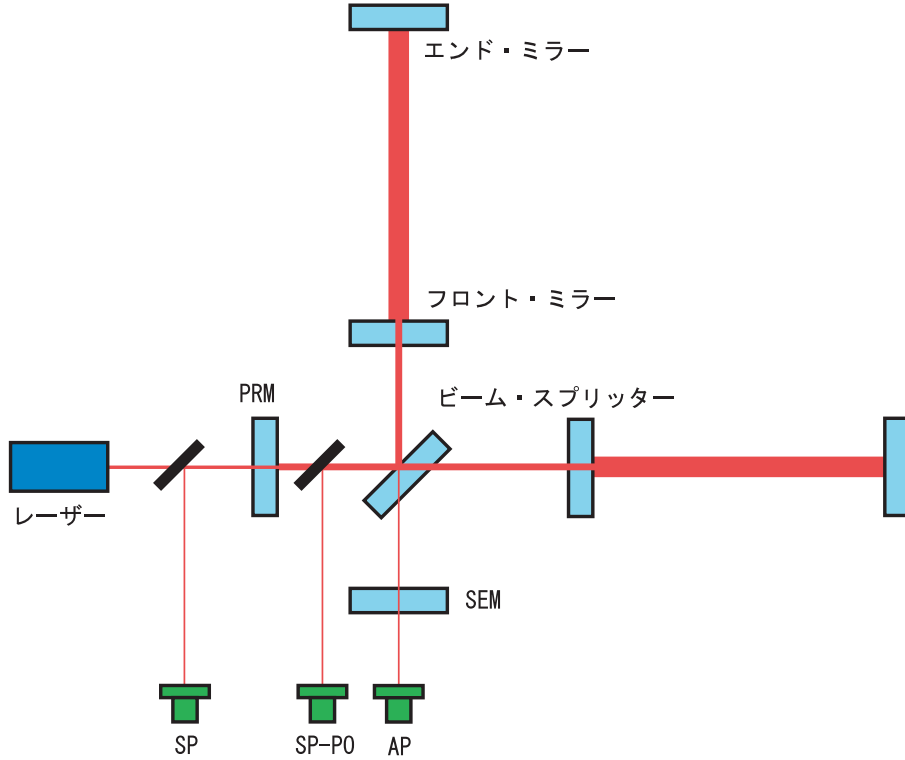 エンド・ミラー
フロント・ミラー
PRM
ビーム・スプリッター
レーザー
SEM
SP
SP-PO
AP